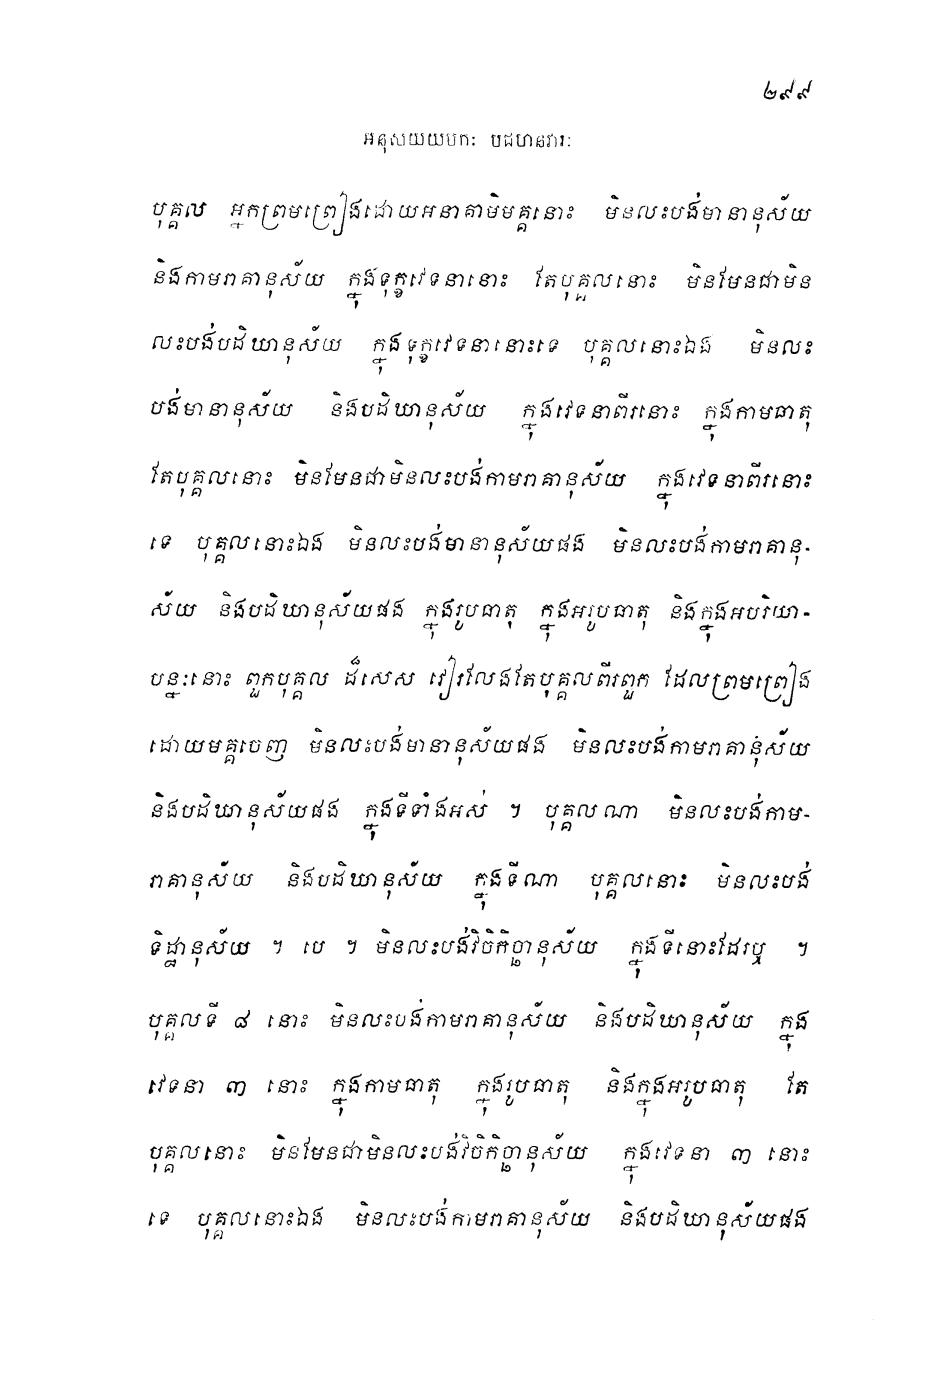 ២៩៩
អនុសយយមកៈ បជហនវារៈ
បុគ្គល អ្នកព្រមព្រៀងដោយអនាគាមិមគ្គនោះ មិនលះបង់មានានុស័យ
និងកាមរាគានុស័យ ក្នុងទុក្ខវេទនានោះ តែបុគ្គលនោះ មិនមែនជាមិន
លះបង់បដិឃានុស័យ ក្នុងទុក្ខវេទនានោះទេ បុគ្គលនោះឯង មិនលះ
បង់មានានុស័យ និងបដិឃានុស័យ ក្នុងវេទនាពីរនោះ ក្នុងកាមធាតុ
តែបុគ្គលនោះ មិនមែនជាមិនលះបង់កាមរាគានុស័យ ក្នុងវេទនាពីរនោះ
ទេ បុគ្គលនោះឯង មិនលះបង់មានានុស័យផង មិនលះបង់កាមរាគានុ-
ស័យ និងបដិឃានុស័យផង ក្នុងរូបធាតុ ក្នុងអរូបធាតុ និងក្នុងអបរិយា-
បន្នៈនោះ ពួកបុគ្គល ដ៏សេស វៀរលែងតែបុគ្គលពីរពួក ដែលព្រមព្រៀង
ដោយមគ្គចេញ មិនលះបង់មានានុស័យផង មិនលះបង់កាមរាគានុស័យ
និងបដិឃានុស័យផង ក្នុងទីទាំងអស់ ។ បុគ្គលណា មិនលះបង់កាម-
រាគានុស័យ និងបដិឃានុស័យ ក្នុងទីណា បុគ្គលនោះ មិនលះបង់
ទិដ្ឋានុស័យ ។ បេ ។ មិនលះបង់វិចិកិច្ឆានុស័យ ក្នុងទីនោះដែរឬ ។
បុគ្គលទី ៨ នោះ មិនលះបង់កាមរាគានុស័យ និងបដិឃានុស័យ ក្នុង
វេទនា ៣ នោះ ក្នុងកាមធាតុ ក្នុងរូបធាតុ និងក្នុងអរូបធាតុ តែ
បុគ្គលនោះ មិនមែនជាមិនលះបង់វិចិកិច្ឆានុស័យ ក្នុងវេទនា ៣ នោះ
ទេ បុគ្គលនោះឯង មិនលះបង់កាមរាគានុស័យ និងបដិឃានុស័យផង